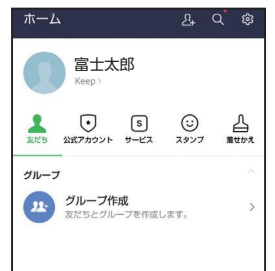 ホーム
富士太郎
Keep >
S
友だち 公式アカウント サービス スタンプ 着せかえ
グループ
グループ作成
友だちとグループを作成します。